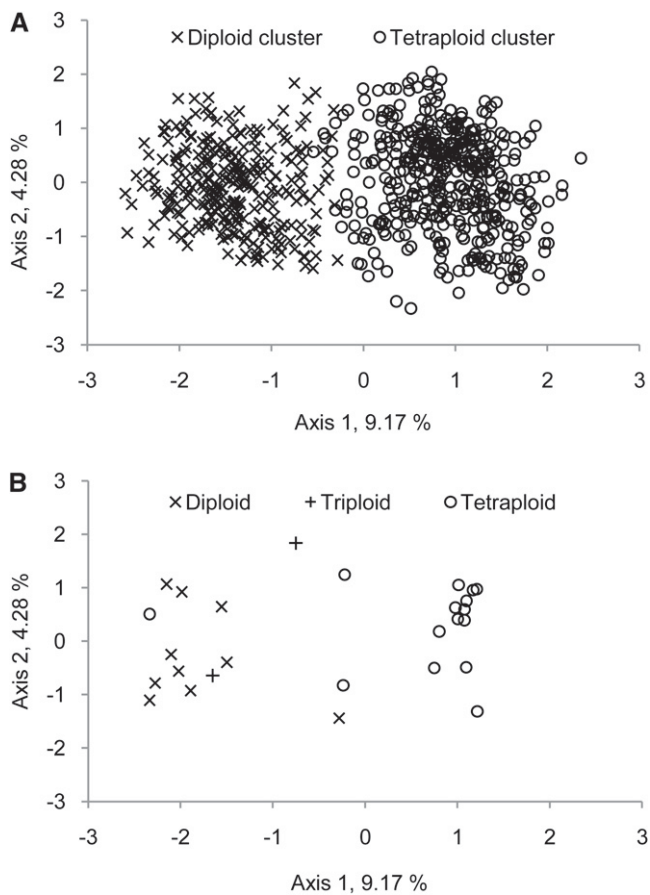 A
Diploid cluster
Tetraploid cluster
3
2
1
0
-1
-2
-3
Axis 2, 4.28 %
-3
-2
-1
0
1
2
3
Axis 1, 9.17 %
B
Diploid
Triploid
Tetraploid
3
2
1
0
-1
-2
-3
Axis 2, 4.28 %
-3
-2
-1
0
1
2
3
Axis 1, 9.17 %